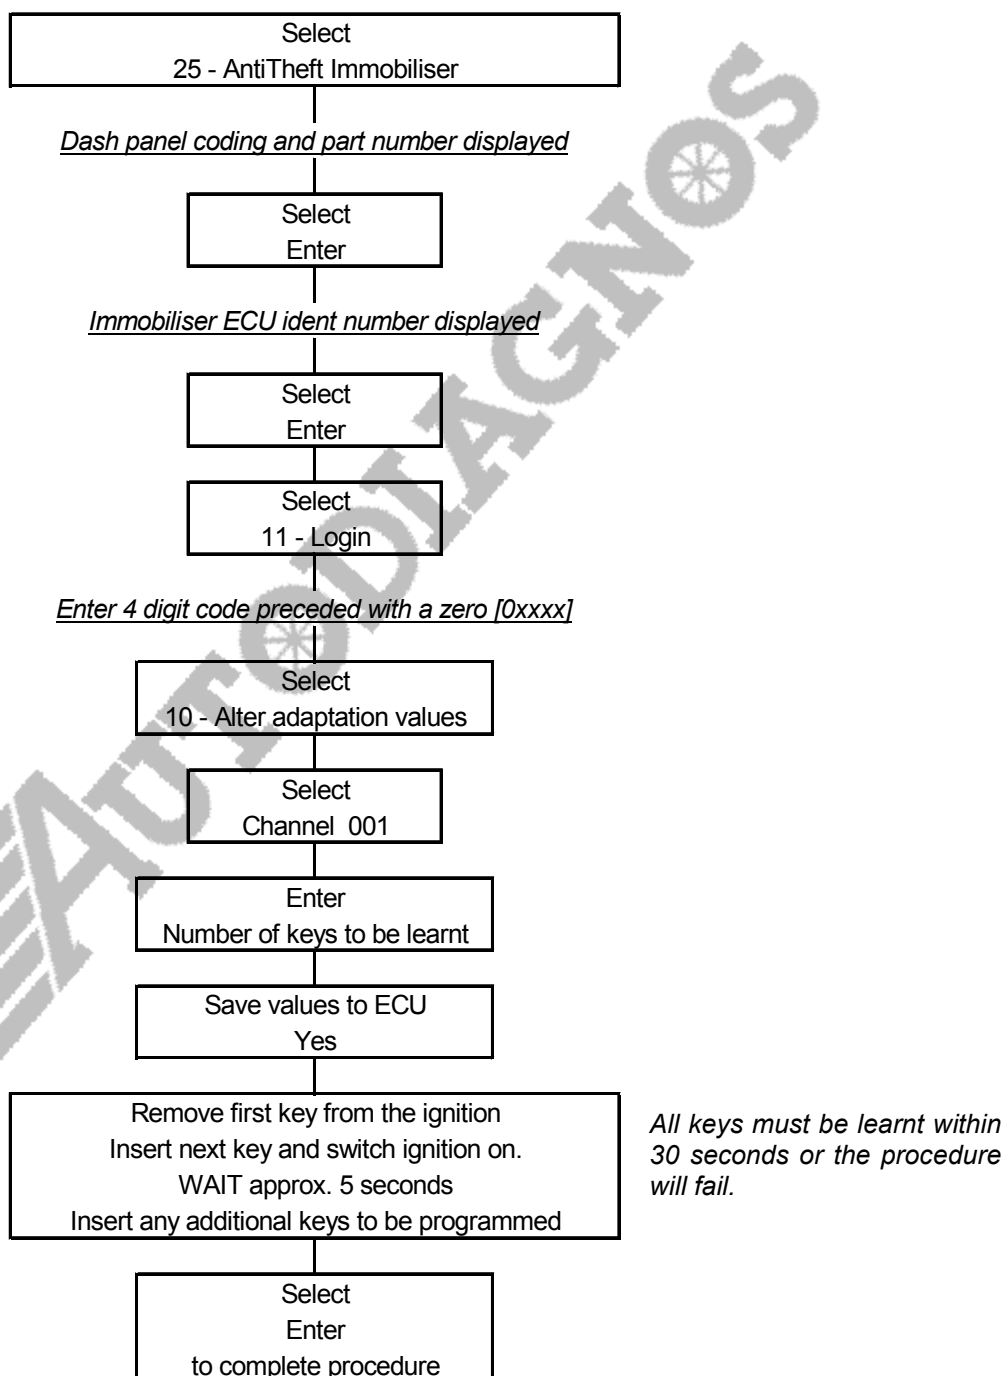 Select
25 - AntiTheft Immobiliser
Dash panel coding and part number displayed
Select
Enter
Immobiliser ECU ident number displayed
Select
Enter
Select
11 - Login
Enter 4 digit code preceded with a zero [0xxxx]
Select
10 - Alter adaptation values
Select
Channel 001
Enter
Number of keys to be learnt
Save values to ECU
Yes
Remove first key from the ignition
Insert next key and switch ignition on.
WAIT approx. 5 seconds
Insert any additional keys to be programmed
All keys must be learnt within
30 seconds or the procedure
will fail.
Select
Enter
to complete procedure
AUTODIAGNOS